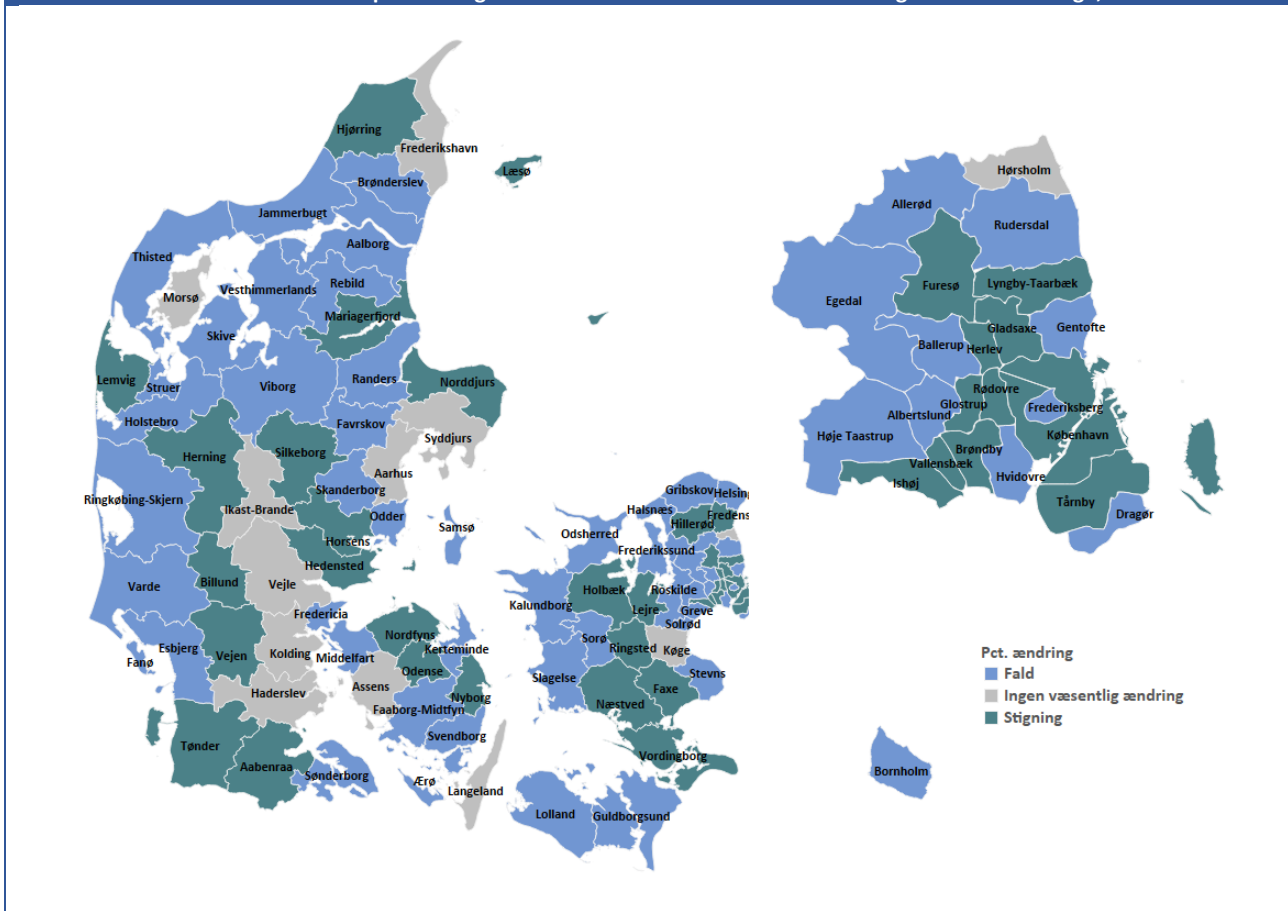 Hjørring
Frederikshavn
Læsø
Brønderslev
Jammerbugt
Aalborg
Thisted
Rebild
Vesthimmerlands
Morsø
Mariagerfjord
Skive
Lemvig
Struer
Viborg
Randers
Norddjurs
Holstebro
Favrskov
Syddjurs
Herning
Silkeborg
Aarhus
Skanderborg
Ringkøbing-Skjern
Ikast-Brande
Odder
Samsø
Horsens
Hedensted
Varde
Billund
Vejle
Fredericia
Esbjerg
Fanø
Vejen
Kolding
Middelfart
Nordfyns
Kerteminde
Odense
Assens
Haderslev
Nyborg
Faaborg-Midtfyn
Svendborg
Tønder
Aabenraa
Sønderborg
Ærø
Langeland
Gribskov
Helsing
Halsnæs
Hillerød
Fredens
Odsherred
Frederikssund
Holbæk
Roskilde
Kalundborg
Lejre
Greve
Solrød
Sorø
Ringsted
Køge
Slagelse
Stevns
Næstved
Faxe
Vordingborg
Lolland
Guldborgsund
Hørsholm
Allerød
Rudersdal
Furesø
Lyngby-Taarbæk
Egedal
Gladsaxe
Gentofte
Ballerup
Herlev
Rødovre
Glostrup
Frederiksberg
Albertslund
Høje Taastrup
København
Brøndby
Vallensbæk
Hvidovre
Ishøj
Tårnby
Dragør
Pct. ændring
Fald
Ingen væsentlig ændring
Stigning
Bornholm